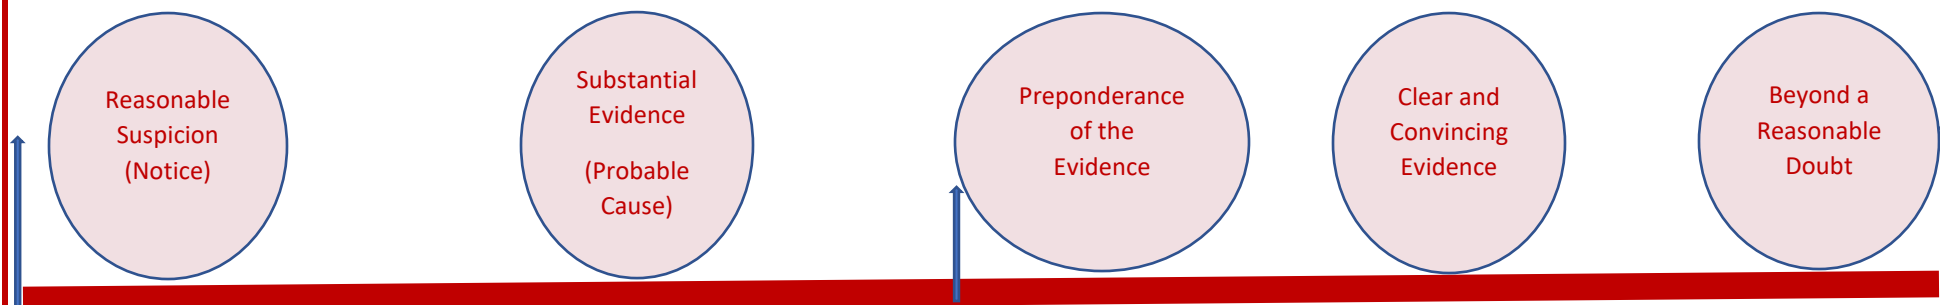 Reasonable
Suspicion
(Notice)
Substantial
Evidence
(Probable
Cause)
Preponderance
of the
Evidence
Clear and
Convincing
Evidence
Beyond a
Reasonable
Doubt